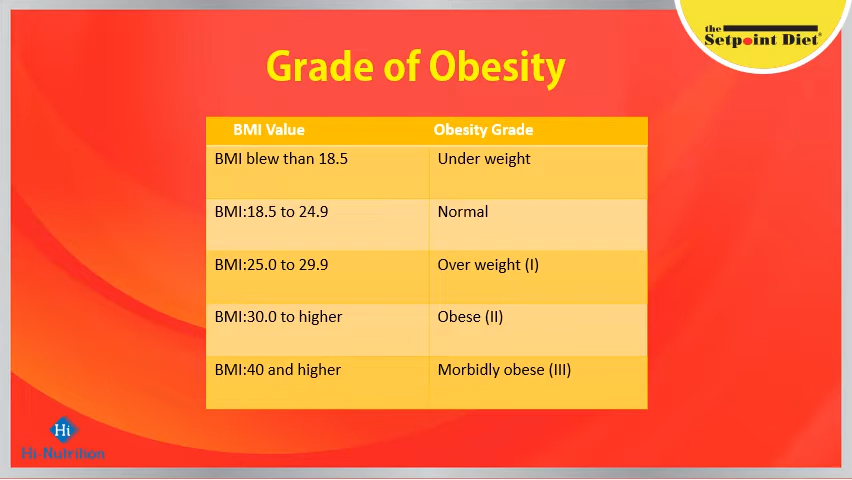 the
Setpoint Diet®
Grade of Obesity
BMI Value Obesity Grade
BMI blew than 18.5 Under weight
BMI:18.5 to 24.9 Normal
BMI:25.0 to 29.9 Over weight (I)
BMI:30.0 to higher Obese (II)
BMI:40 and higher Morbidly obese (III)
Hi
Hi-Nutrition